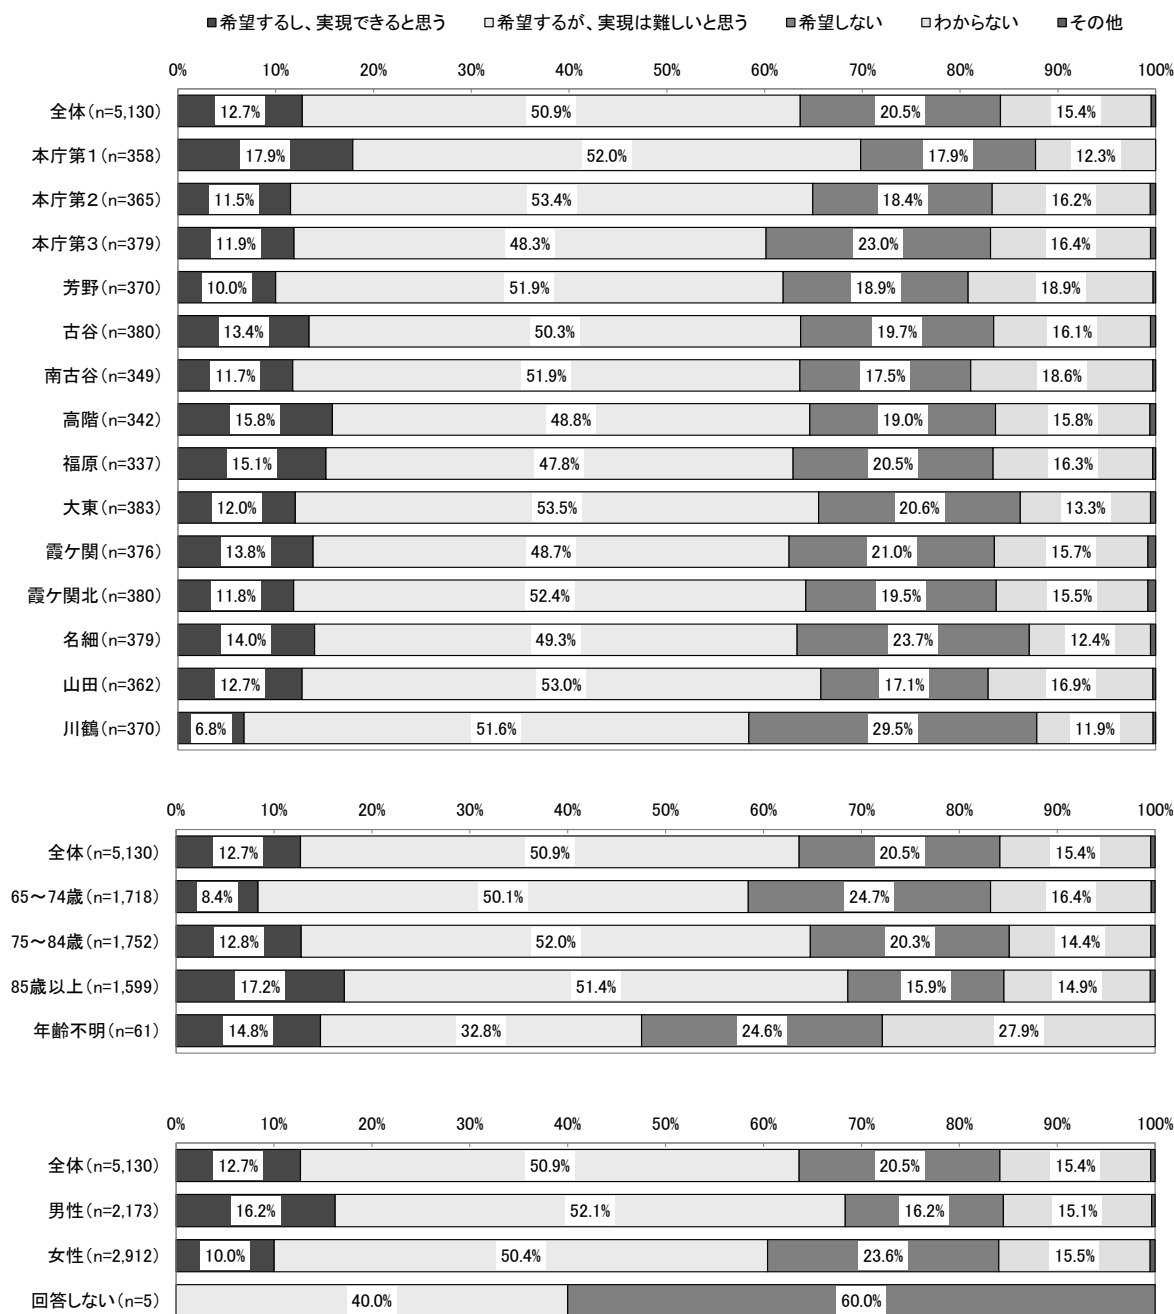 ■希望するし、実現できると思う □希望するが、実現は難しいと思う ■希望しない □わからない ■その他
0% 10% 20% 30% 40% 50% 60% 70% 80% 90% 100%
全体(n=5,130) 12.7% 50.9% 20.5% 15.4%
本庁第1(n=358) 17.9% 52.0% 17.9% 12.3%
本庁第2(n=365) 11.5% 53.4% 18.4% 16.2%
本庁第3(n=379) 11.9% 48.3% 23.0% 16.4%
芳野(n=370) 10.0% 51.9% 18.9% 18.9%
古谷(n=380) 13.4% 50.3% 19.7% 16.1%
南古谷(n=349) 11.7% 51.9% 17.5% 18.6%
高階(n=342) 15.8% 48.8% 19.0% 15.8%
福原(n=337) 15.1% 47.8% 20.5% 16.3%
大東(n=383) 12.0% 53.5% 20.6% 13.3%
霞ケ関(n=376) 13.8% 48.7% 21.0% 15.7%
霞ケ関北(n=380) 11.8% 52.4% 19.5% 15.5%
名細(n=379) 14.0% 49.3% 23.7% 12.4%
山田(n=362) 12.7% 53.0% 17.1% 16.9%
川鶴(n=370) 6.8% 51.6% 29.5% 11.9%
0% 10% 20% 30% 40% 50% 60% 70% 80% 90% 100%
全体(n=5,130) 12.7% 50.9% 20.5% 15.4%
65～74歳(n=1,718) 8.4% 50.1% 24.7% 16.4%
75～84歳(n=1,752) 12.8% 52.0% 20.3% 14.4%
85歳以上(n=1,599) 17.2% 51.4% 15.9% 14.9%
年齢不明(n=61) 14.8% 32.8% 24.6% 27.9%
0% 10% 20% 30% 40% 50% 60% 70% 80% 90% 100%
全体(n=5,130) 12.7% 50.9% 20.5% 15.4%
男性(n=2,173) 16.2% 52.1% 16.2% 15.1%
女性(n=2,912) 10.0% 50.4% 23.6% 15.5%
回答しない(n=5) 40.0% 60.0%